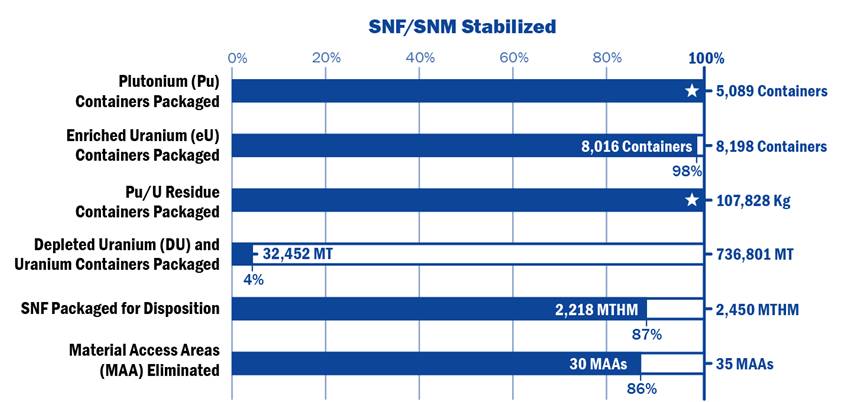 SNF/SNM Stabilized
0% 20% 40% 60% 80% 100%
Plutonium (Pu)
Containers Packaged
5,089 Containers
Enriched Uranium (eU)
Containers Packaged
8,016 Containers
8,198 Containers
98%
Pu/U Residue
Containers Packaged
107,828 Kg
Depleted Uranium (DU) and
Uranium Containers Packaged
32,452 MT
736,801 MT
4%
SNF Packaged for Disposition
2,218 MTHM
2,450 MTHM
87%
Material Access Areas
(MAA) Eliminated
30 MAAs
35 MAAs
86%